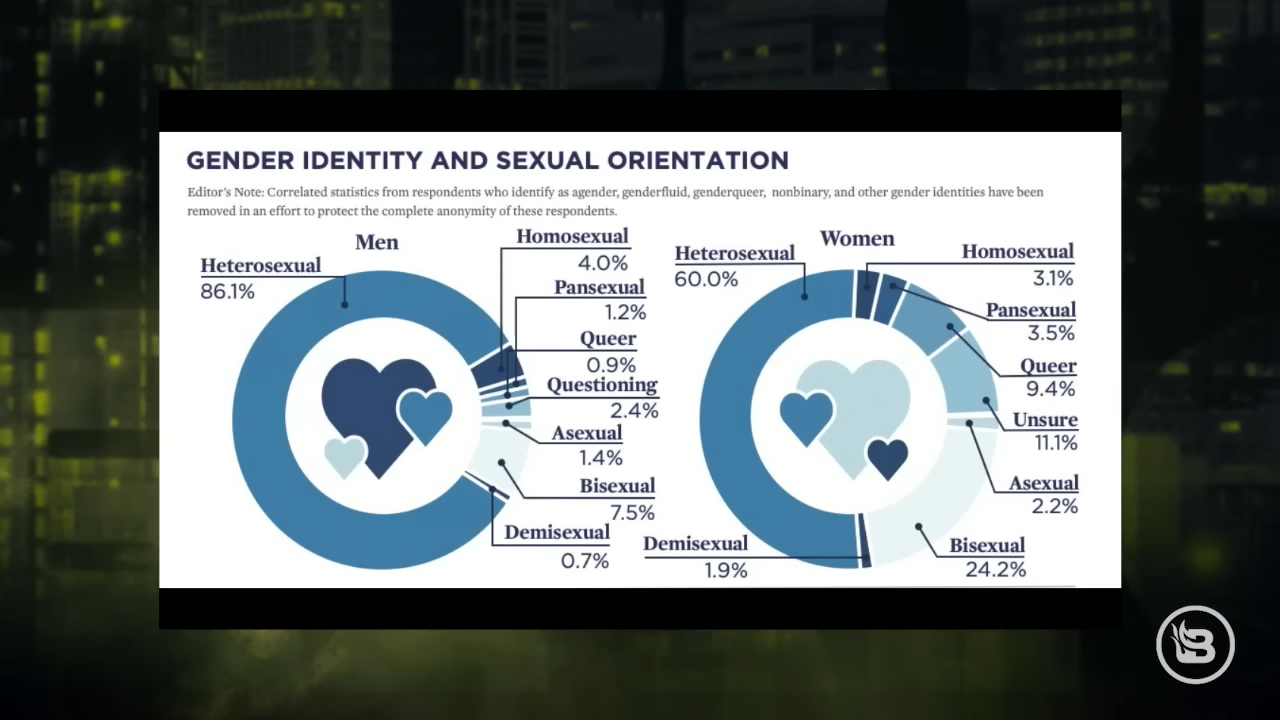 GENDER IDENTITY AND SEXUAL ORIENTATION
Editor's Note: Correlated statistics from respondents who identify as agender, genderfluid, genderqueer, nonbinary, and other gender identities have been
removed in an effort to protect the complete anonymity of these respondents.
Men
Heterosexual
86.1%
Homosexual
4.0%
Pansexual
1.2%
Queer
0.9%
Questioning
2.4%
Asexual
1.4%
Bisexual
7.5%
Demisexual
0.7%
Women
Heterosexual
60.0%
Homosexual
3.1%
Pansexual
3.5%
Queer
9.4%
Unsure
11.1%
Asexual
2.2%
Bisexual
24.2%
Demisexual
1.9%
B